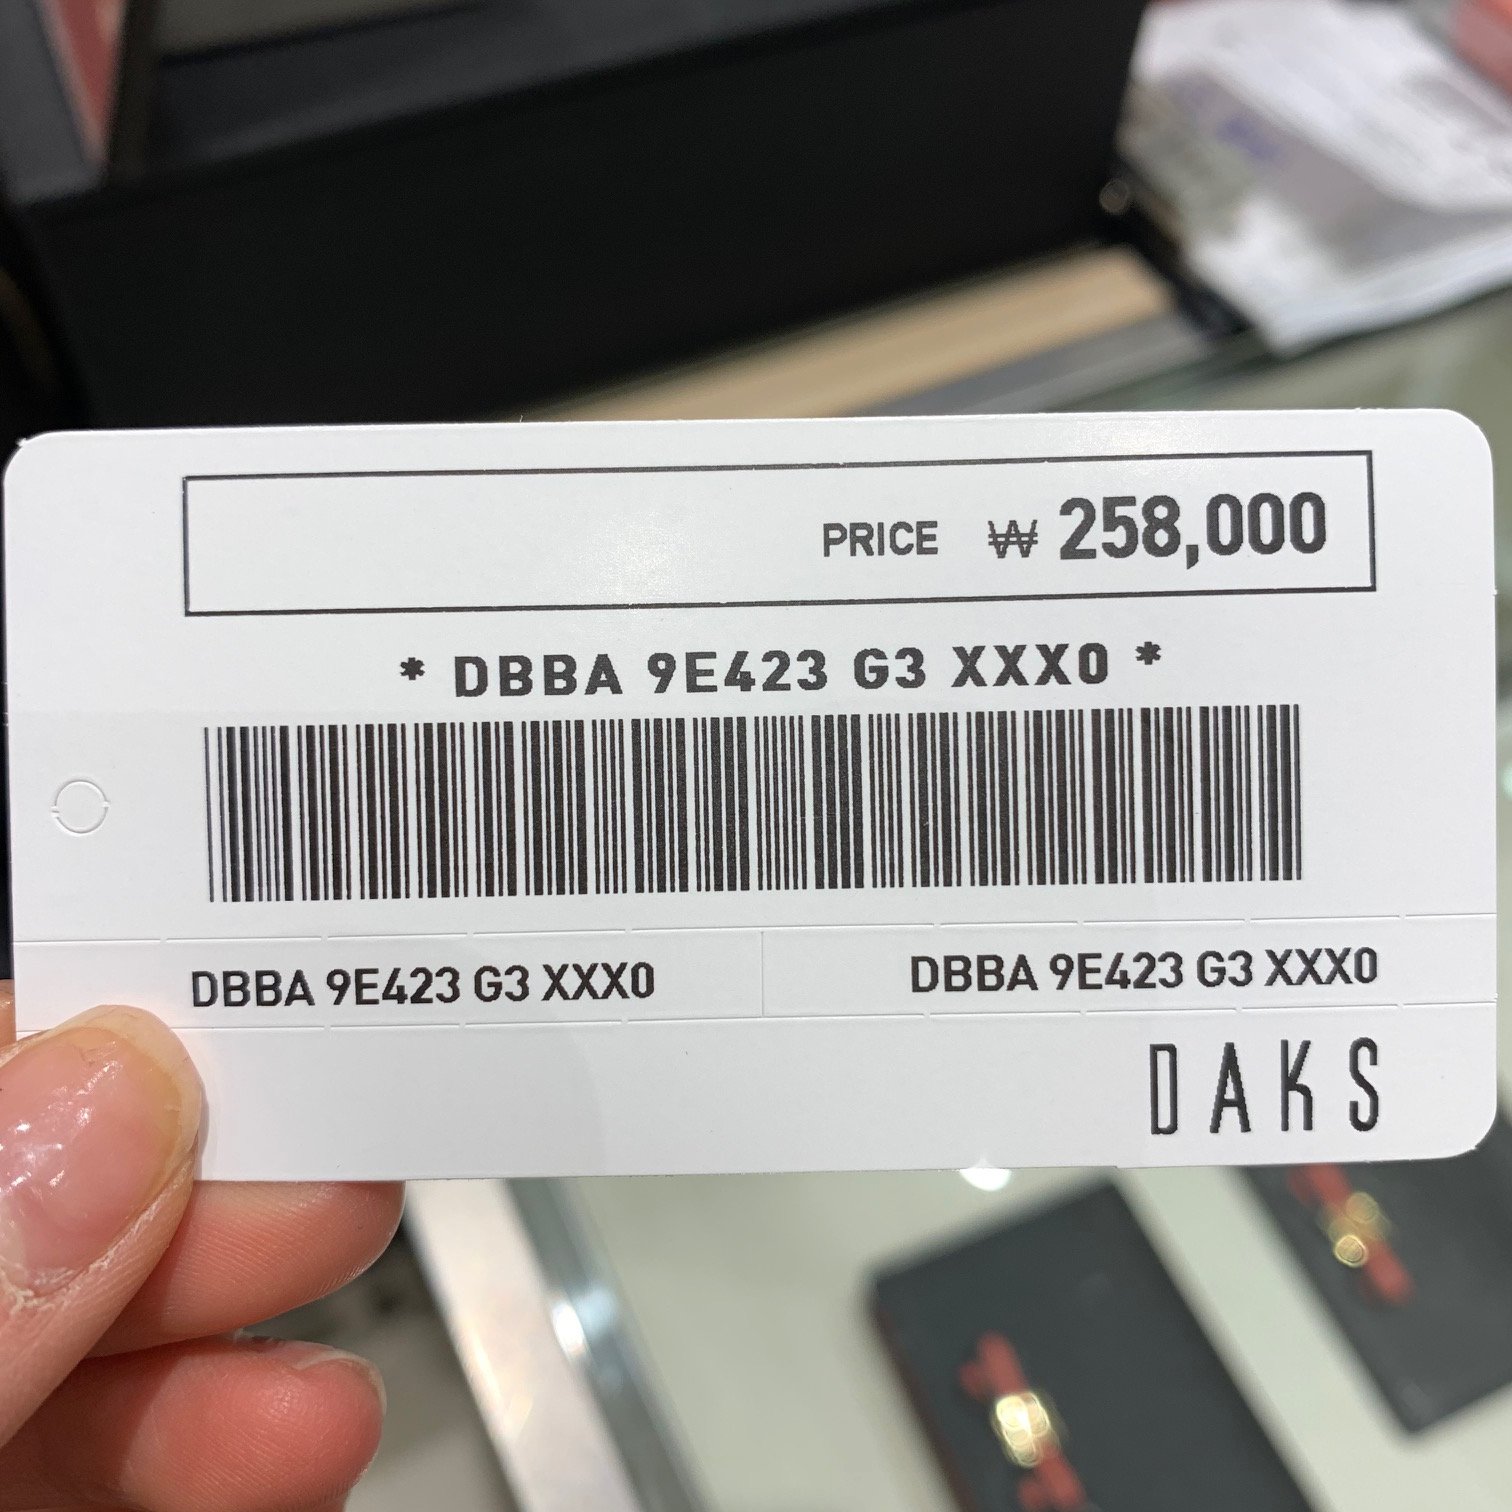 PRICE ₩ 258,000
* DBBA 9E423 G3 XXX0 *
DBBA 9E423 G3 XXX0 DBBA 9E423 G3 XXX0
DAKS